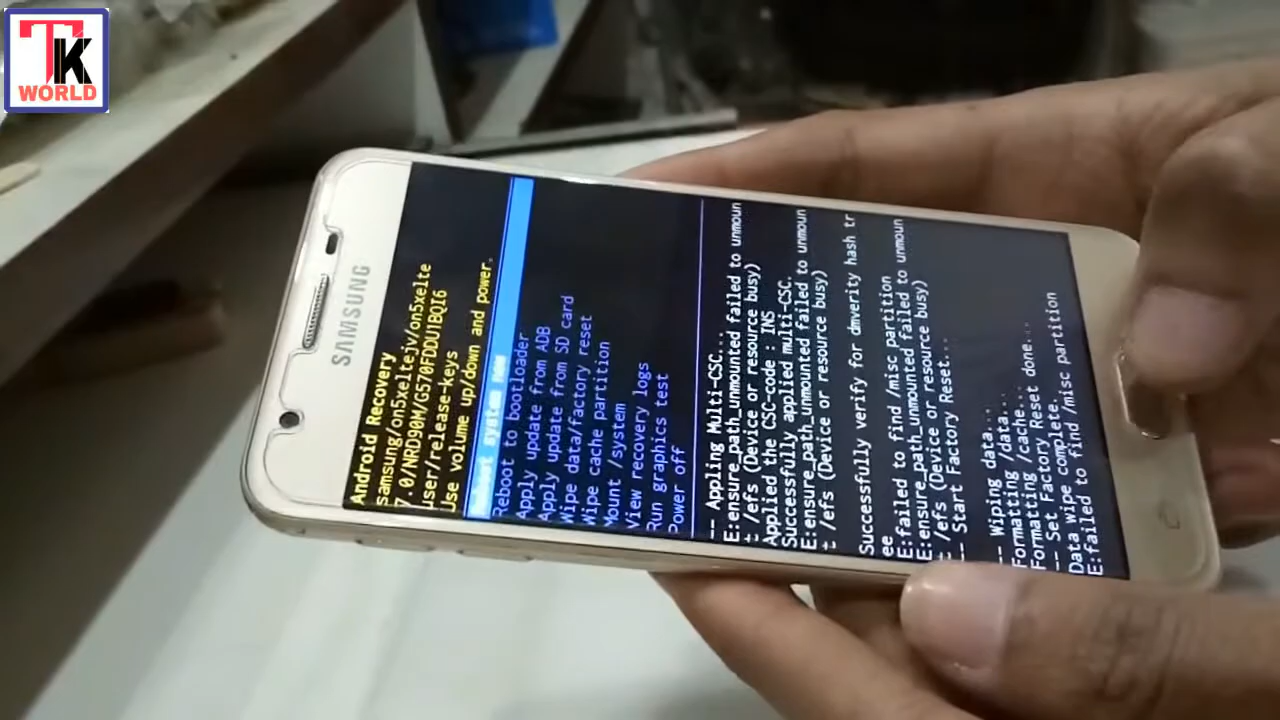 TK
WORLD
SAMSUNG
Android Recovery
samsung/on5xeltejv/on5xelte
7.0/NRD90M/G570FDDU1BQI6
user/release-keys
Use volume up/down and power.
Reboot system now
Reboot to bootloader
Apply update from ADB
Apply update from SD card
Wipe data/factory reset
Wipe cache partition
Mount /system
View recovery logs
Run graphics test
Power off
-- Appling Multi-CSC...
E:ensure_path_unmounted failed to unmoun
t /efs (Device or resource busy)
Applied the CSC-code : INS
Successfully applied multi-CSC.
E:ensure_path_unmounted failed to unmoun
t /efs (Device or resource busy)
Successfully verify for dmverity hash tr
ee
E:failed to find /misc partition
E:ensure_path_unmounted failed to unmoun
t /efs (Device or resource busy)
-- Start Factory Reset...
-- Wiping data...
Formatting /data...
Formatting /cache...
-- Set Factory Reset done...
Data wipe complete.
E:failed to find /misc partition